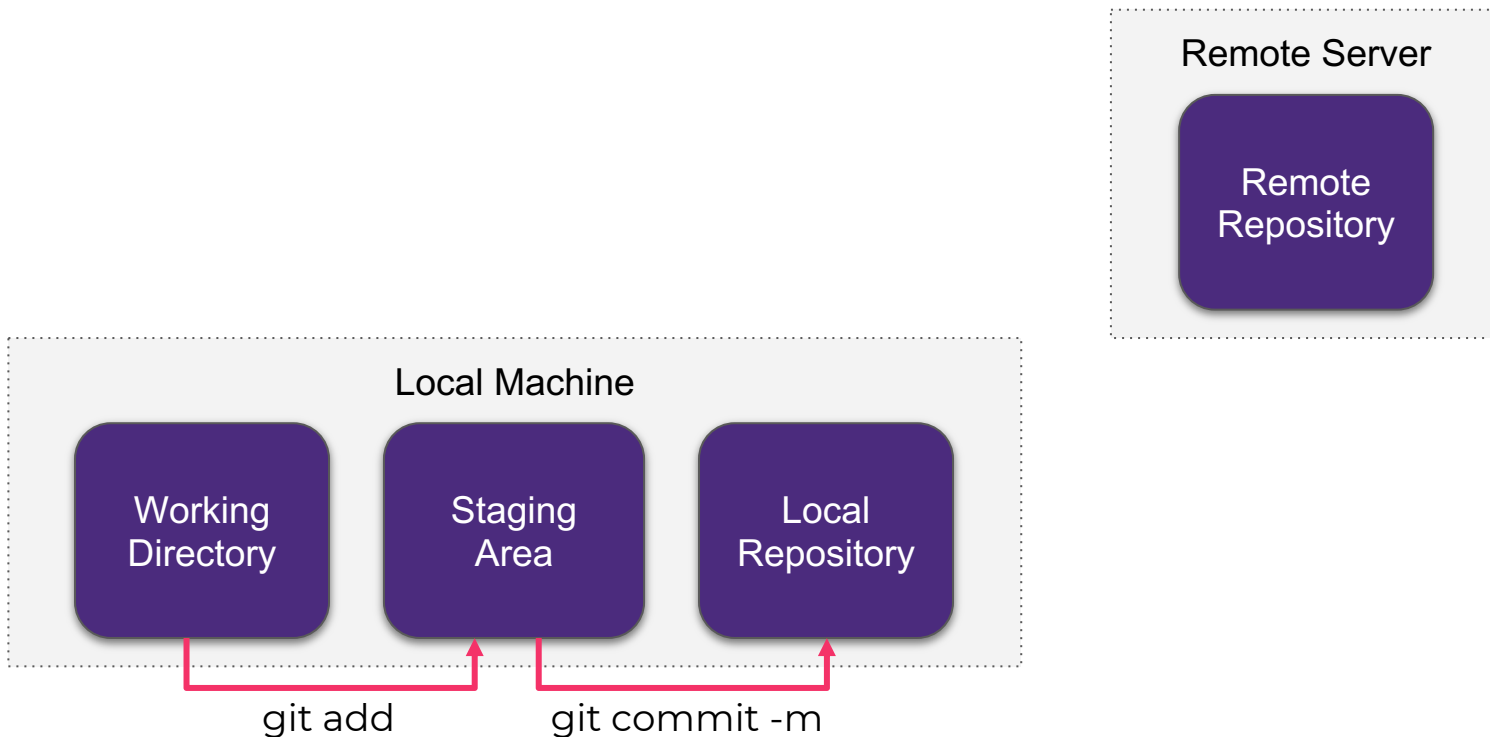 Remote Server
Remote
Repository
Local Machine
Working
Directory
Staging
Area
Local
Repository
git add
git commit -m